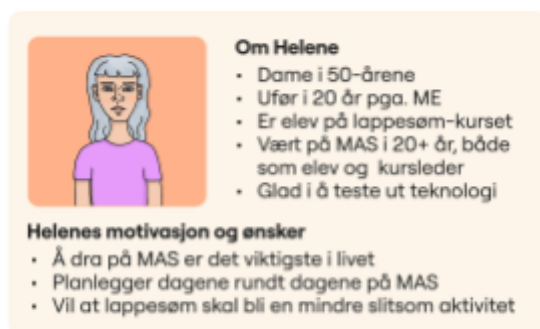 Om Helene
• Dame i 50-årene
• Ufør i 20 år pga. ME
• Er elev på lappesøm-kurset
• Vært på MAS i 20+ år, både
som elev og kursleder
• Glad i å teste ut teknologi
Helenes motivasjon og ønsker
• Å dra på MAS er det viktigste i livet
• Planlegger dagene rundt dagene på MAS
• Vil at lappesøm skal bli en mindre slitsom aktivitet